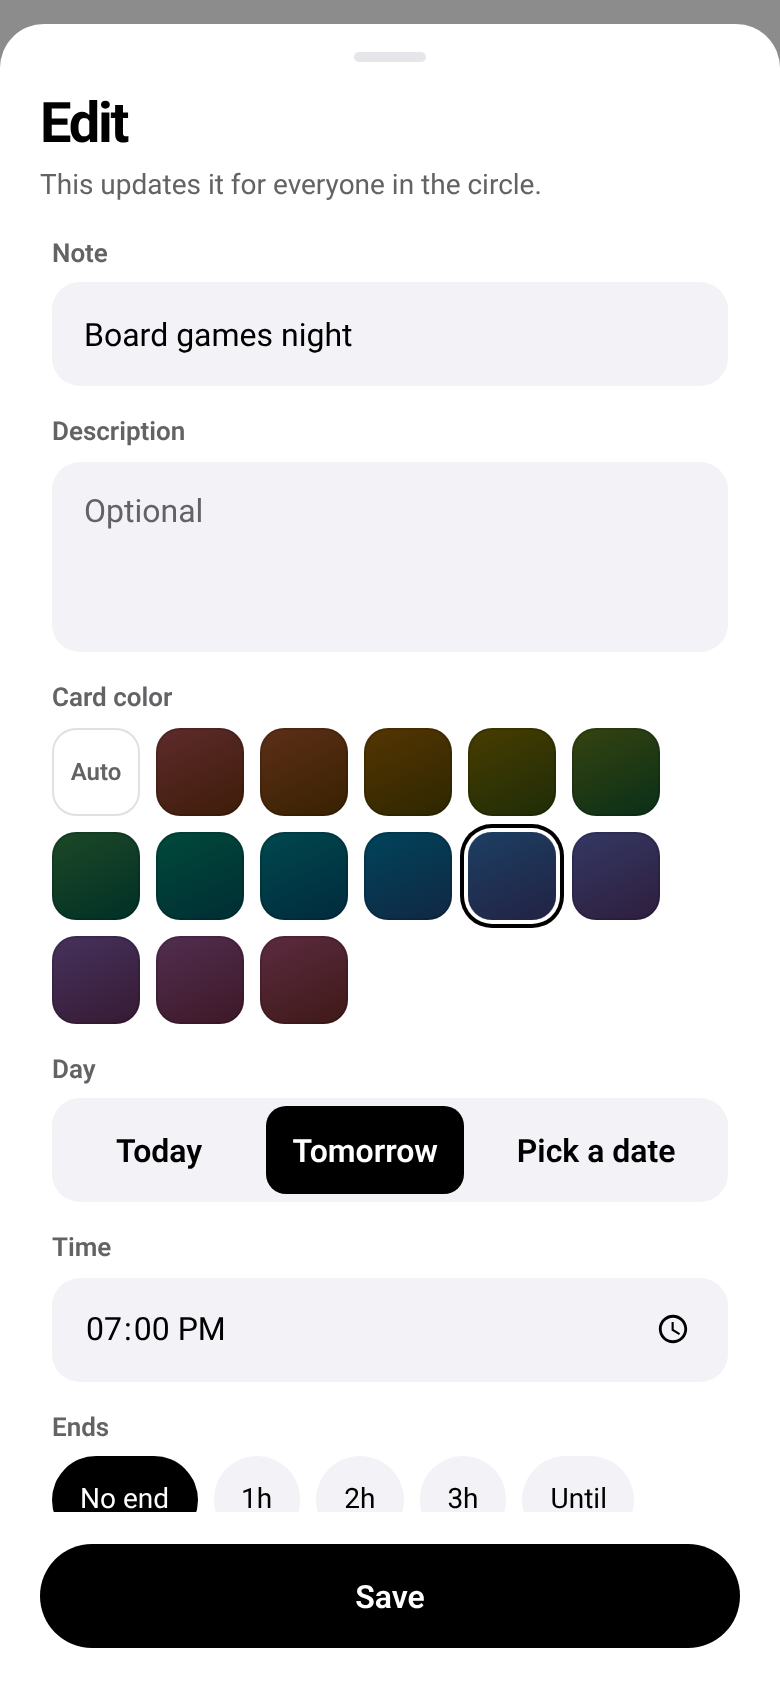 Edit
This updates it for everyone in the circle.
Note
Board games night
Description
Optional
Card color
Auto
Day
Today Tomorrow Pick a date
Time
07:00 PM
Ends
No end 1h 2h 3h Until
Save